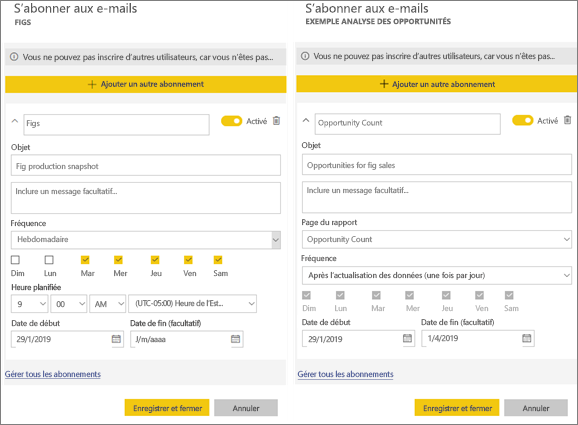 S'abonner aux e-mails
FIGS
Vous ne pouvez pas inscrire d'autres utilisateurs, car vous n'êtes pas...
+ Ajouter un autre abonnement
Figs
Activé
Objet
Fig production snapshot
Inclure un message facultatif...
Fréquence
Hebdomadaire
Dim Lun Mar Mer Jeu Ven Sam
Heure planifiée
9 00 AM (UTC-05:00) Heure de l'Est...
Date de début Date de fin (facultatif)
29/1/2019 J/m/aaaa
Gérer tous les abonnements
Enregistrer et fermer Annuler
S'abonner aux e-mails
EXEMPLE ANALYSE DES OPPORTUNITÉS
Vous ne pouvez pas inscrire d'autres utilisateurs, car vous n'êtes pas...
+ Ajouter un autre abonnement
Opportunity Count
Activé
Objet
Opportunities for fig sales
Inclure un message facultatif...
Page du rapport
Opportunity Count
Fréquence
Après l'actualisation des données (une fois par jour)
Dim Lun Mar Mer Jeu Ven Sam
Date de début Date de fin (facultatif)
29/1/2019 1/4/2019
Gérer tous les abonnements
Enregistrer et fermer Annuler